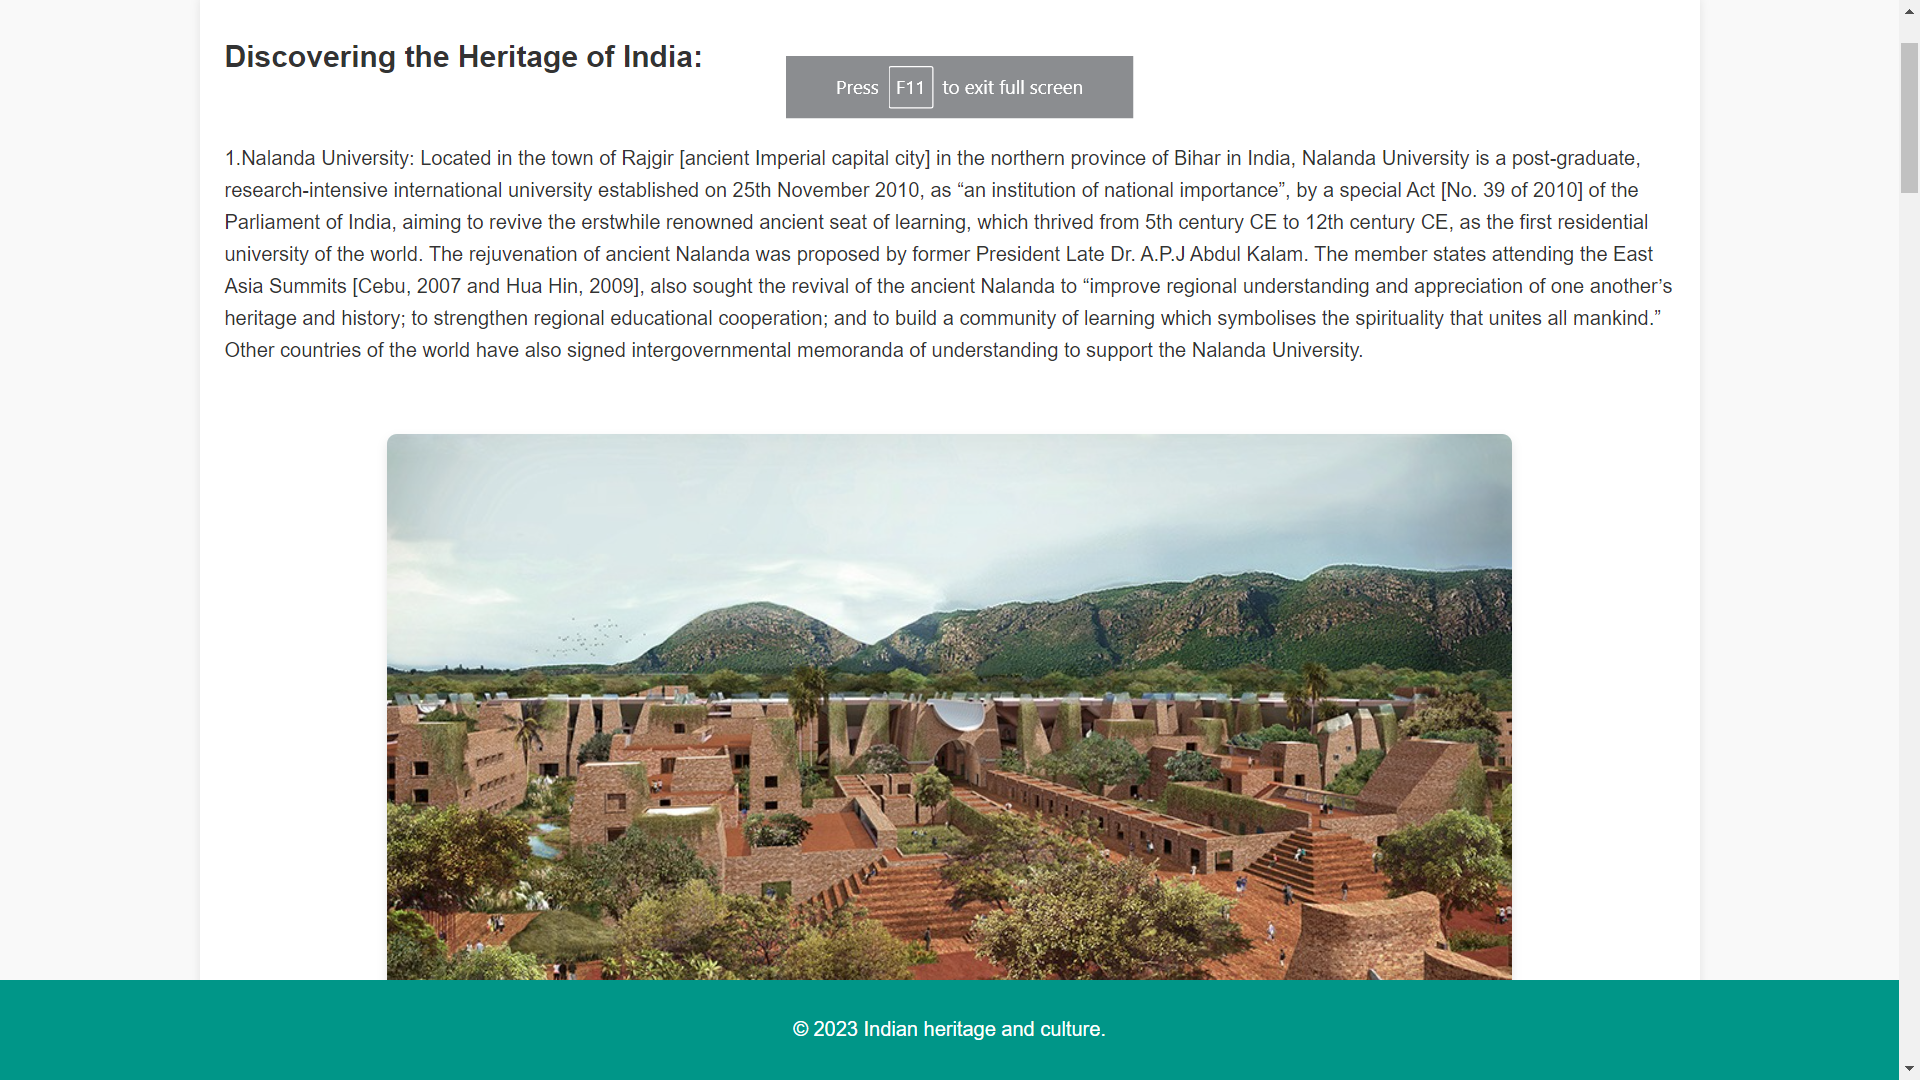 Discovering the Heritage of India:
Press F11 to exit full screen
1.Nalanda University: Located in the town of Rajgir [ancient Imperial capital city] in the northern province of Bihar in India, Nalanda University is a post-graduate,
research-intensive international university established on 25th November 2010, as “an institution of national importance”, by a special Act [No. 39 of 2010] of the
Parliament of India, aiming to revive the erstwhile renowned ancient seat of learning, which thrived from 5th century CE to 12th century CE, as the first residential
university of the world. The rejuvenation of ancient Nalanda was proposed by former President Late Dr. A.P.J Abdul Kalam. The member states attending the East
Asia Summits [Cebu, 2007 and Hua Hin, 2009], also sought the revival of the ancient Nalanda to “improve regional understanding and appreciation of one another’s
heritage and history; to strengthen regional educational cooperation; and to build a community of learning which symbolises the spirituality that unites all mankind.”
Other countries of the world have also signed intergovernmental memoranda of understanding to support the Nalanda University.
© 2023 Indian heritage and culture.